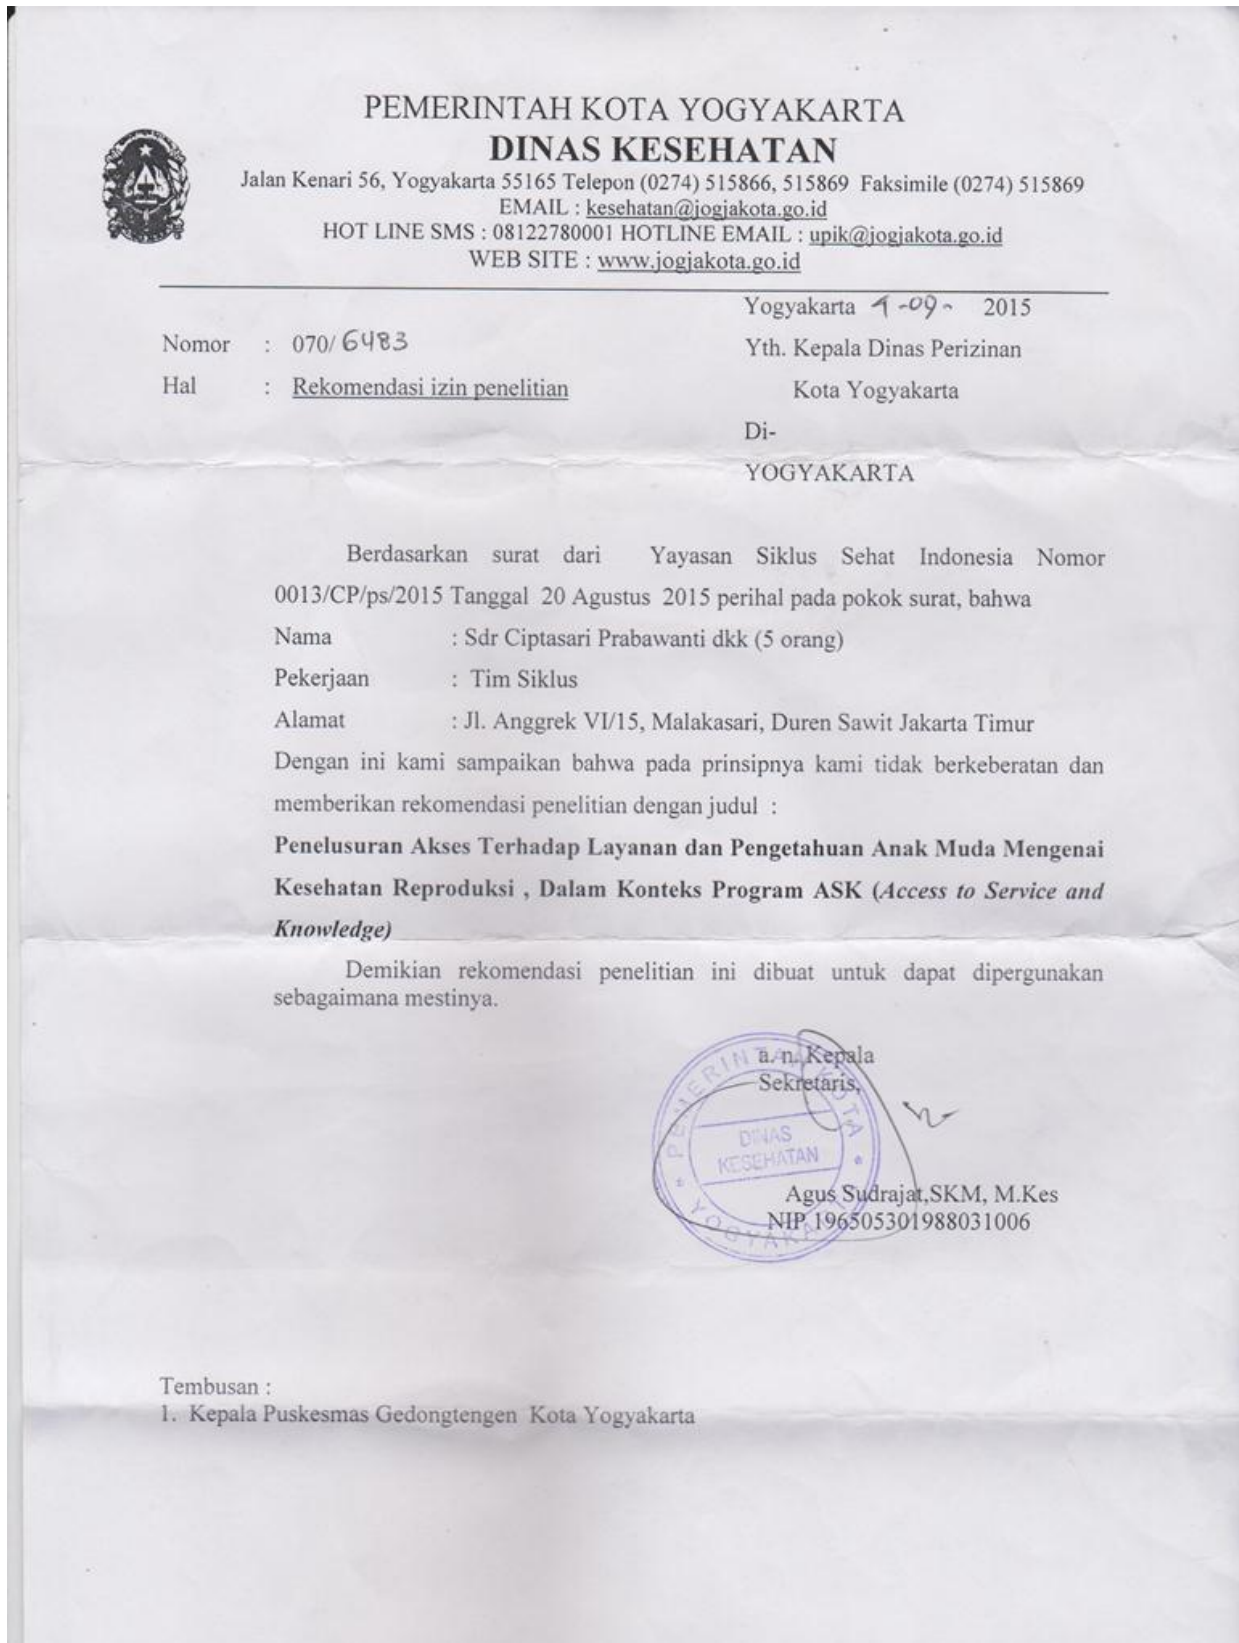 PEMERINTAH KOTA YOGYAKARTA
DINAS KESEHATAN
Jalan Kenari 56, Yogyakarta 55165 Telepon (0274) 515866, 515869 Faksimile (0274) 515869
EMAIL : kesehatan@jogjakota.go.id
HOT LINE SMS : 08122780001 HOTLINE EMAIL : upik@jogjakota.go.id
WEB SITE : www.jogjakota.go.id
Yogyakarta -09- 2015
Nomor : 070/6483
Yth. Kepala Dinas Perizinan
Hal : Rekomendasi izin penelitian
Kota Yogyakarta
Di-
YOGYAKARTA
Berdasarkan surat dari Yayasan Siklus Sehat Indonesia Nomor
0013/CP/ps/2015 Tanggal 20 Agustus 2015 perihal pada pokok surat, bahwa
Nama : Sdr Ciptasari Prabawanti dkk (5 orang)
Pekerjaan : Tim Siklus
Alamat : Jl. Anggrek VI/15, Malakasari, Duren Sawit Jakarta Timur
Dengan ini kami sampaikan bahwa pada prinsipnya kami tidak berkeberatan dan
memberikan rekomendasi penelitian dengan judul :
Penelusuran Akses Terhadap Layanan dan Pengetahuan Anak Muda Mengenai
Kesehatan Reproduksi , Dalam Konteks Program ASK (Access to Service and
Knowledge)
Demikian rekomendasi penelitian ini dibuat untuk dapat dipergunakan
sebagaimana mestinya.
a. n. Kepala
Sekretaris,
PEMERINTAH KOTA
DINAS
KESEHATAN
YOGYAKARTA
Agus Sudrajat,SKM, M.Kes
NIP 196505301988031006
Tembusan :
1. Kepala Puskesmas Gedongtengen Kota Yogyakarta